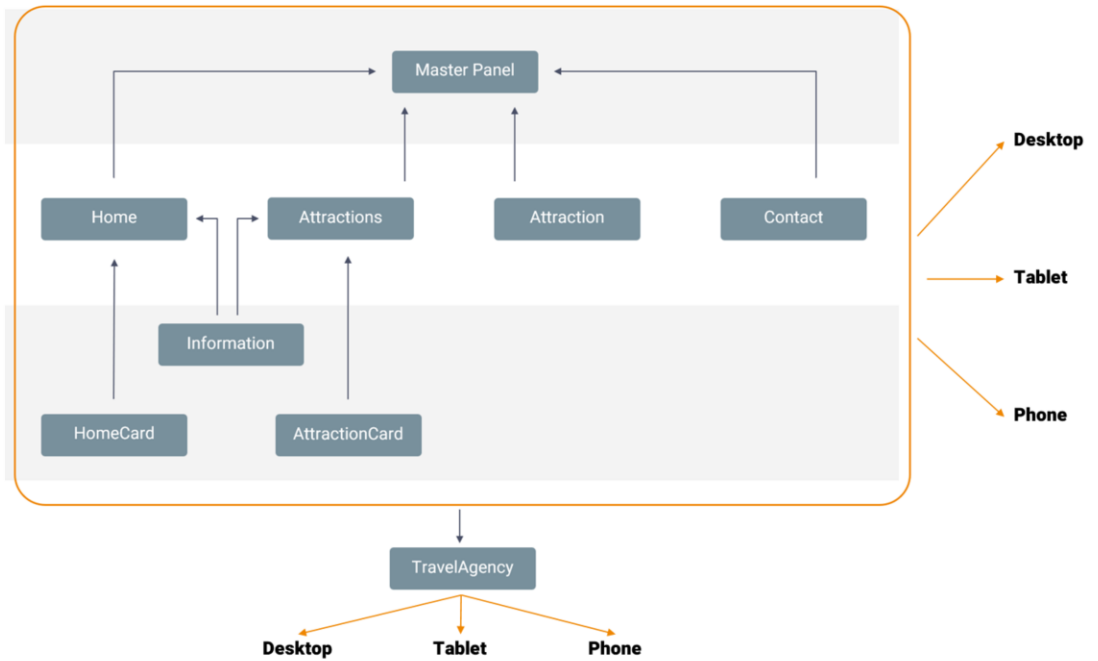 Master Panel
Desktop
Home
Attractions
Attraction
Contact
Tablet
Information
Phone
HomeCard
AttractionCard
TravelAgency
Desktop
Tablet
Phone